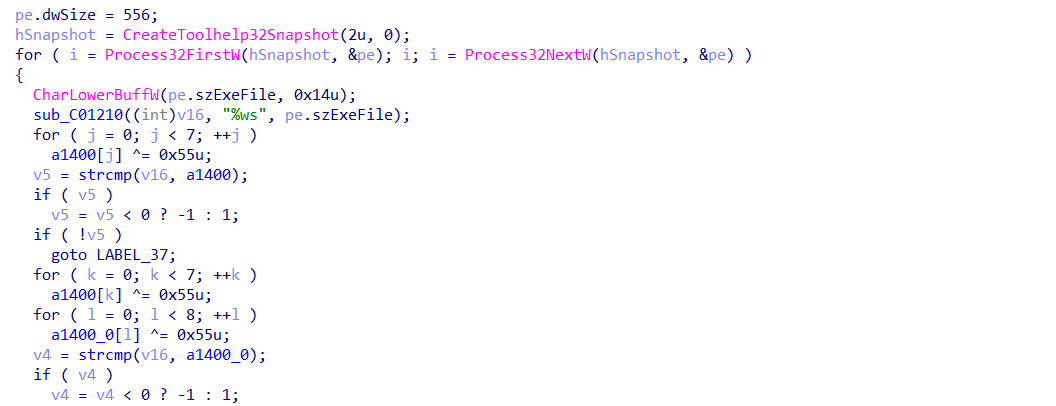 pe.dwSize = 556;
hSnapshot = CreateToolhelp32Snapshot(2u, 0);
for ( i = Process32FirstW(hSnapshot, &pe); i; i = Process32NextW(hSnapshot, &pe) )
{
CharLowerBuffW(pe.szExeFile, 0x14u);
sub_C01210((int)v16, "%ws", pe.szExeFile);
for ( j = 0; j < 7; ++j )
a1400[j] ^= 0x55u;
v5 = strcmp(v16, a1400);
if ( v5 )
v5 = v5 < 0 ? -1 : 1;
if ( !v5 )
goto LABEL_37;
for ( k = 0; k < 7; ++k )
a1400[k] ^= 0x55u;
for ( l = 0; l < 8; ++l )
a1400_0[l] ^= 0x55u;
v4 = strcmp(v16, a1400_0);
if ( v4 )
v4 = v4 < 0 ? -1 : 1;